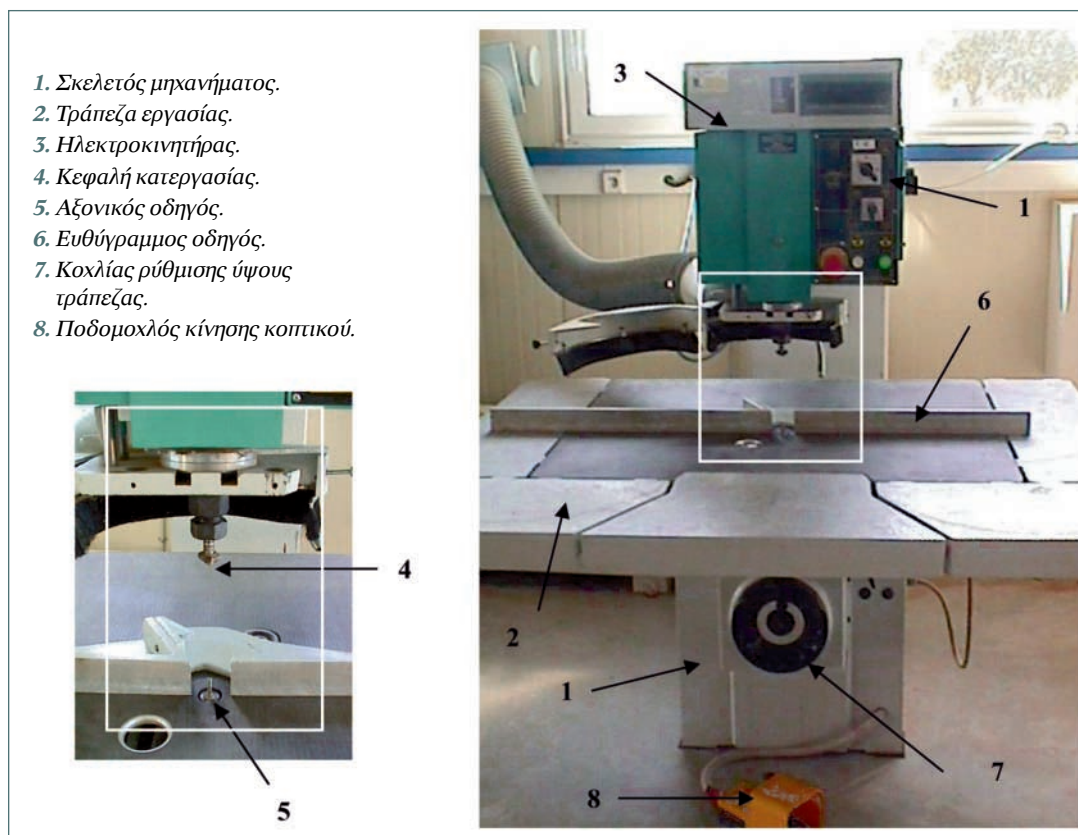 1. Σκελετός μηχανήματος.
2. Τράπεζα εργασίας.
3. Ηλεκτροκινητήρας.
4. Κεφαλή κατεργασίας.
5. Αξονικός οδηγός.
6. Ευθύγραμμος οδηγός.
7. Κοχλίας ρύθμισης ύψους
τράπεζας.
8. Ποδομοχλός κίνησης κοπτικού.
3
1
6
4
2
1
5
8
7